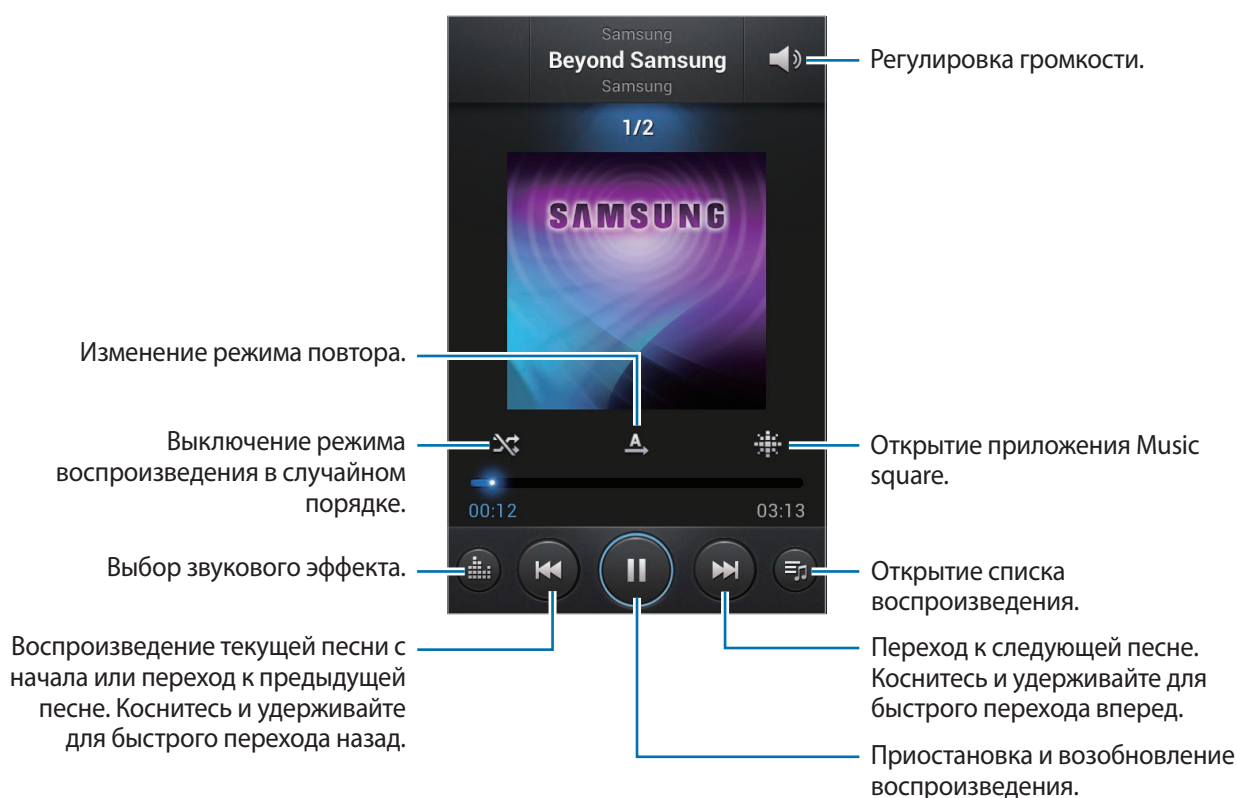 Samsung
Beyond Samsung
Samsung
Регулировка громкости.
1/2
SAMSUNG
Изменение режима повтора.
A
Выключение режима
воспроизведения в случайном
порядке.
Открытие приложения Music
square.
00:12
03:13
Выбор звукового эффекта.
Открытие списка
воспроизведения.
Воспроизведение текущей песни с
начала или переход к предыдущей
песне. Коснитесь и удерживайте
для быстрого перехода назад.
Переход к следующей песне.
Коснитесь и удерживайте для
быстрого перехода вперед.
Приостановка и возобновление
воспроизведения.